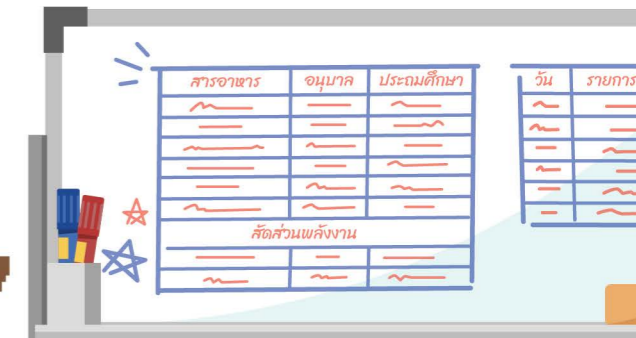 สารอาหาร อนุบาล ประถมศึกษา
สัดส่วนพลังงาน
วัน รายการ